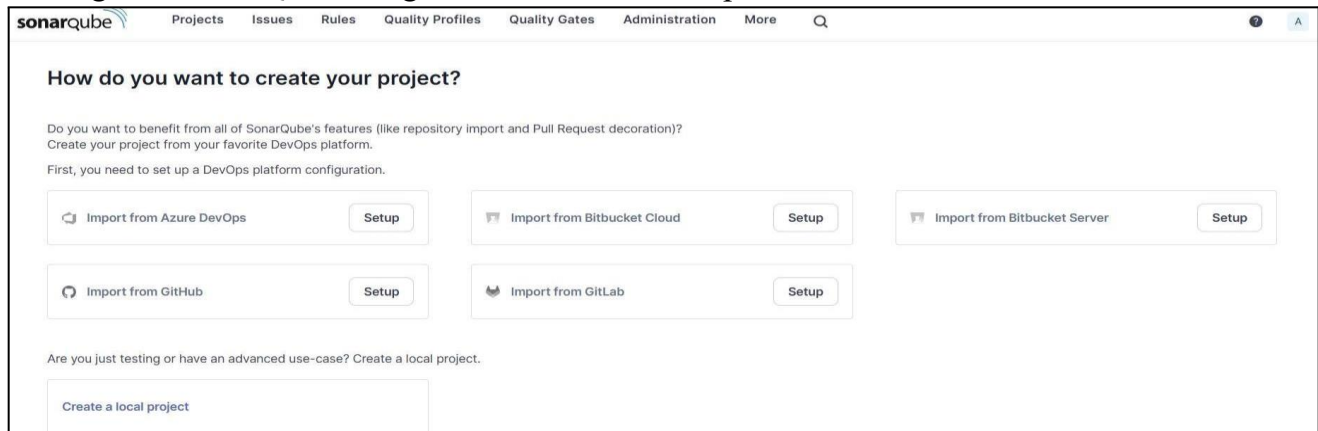 sonarqube Projects Issues Rules Quality Profiles Quality Gates Administration More ? A
How do you want to create your project?
Do you want to benefit from all of SonarQube's features (like repository import and Pull Request decoration)?
Create your project from your favorite DevOps platform.
First, you need to set up a DevOps platform configuration.
Import from Azure DevOps Setup Import from Bitbucket Cloud Setup Import from Bitbucket Server Setup
Import from GitHub Setup Import from GitLab Setup
Are you just testing or have an advanced use-case? Create a local project.
Create a local project